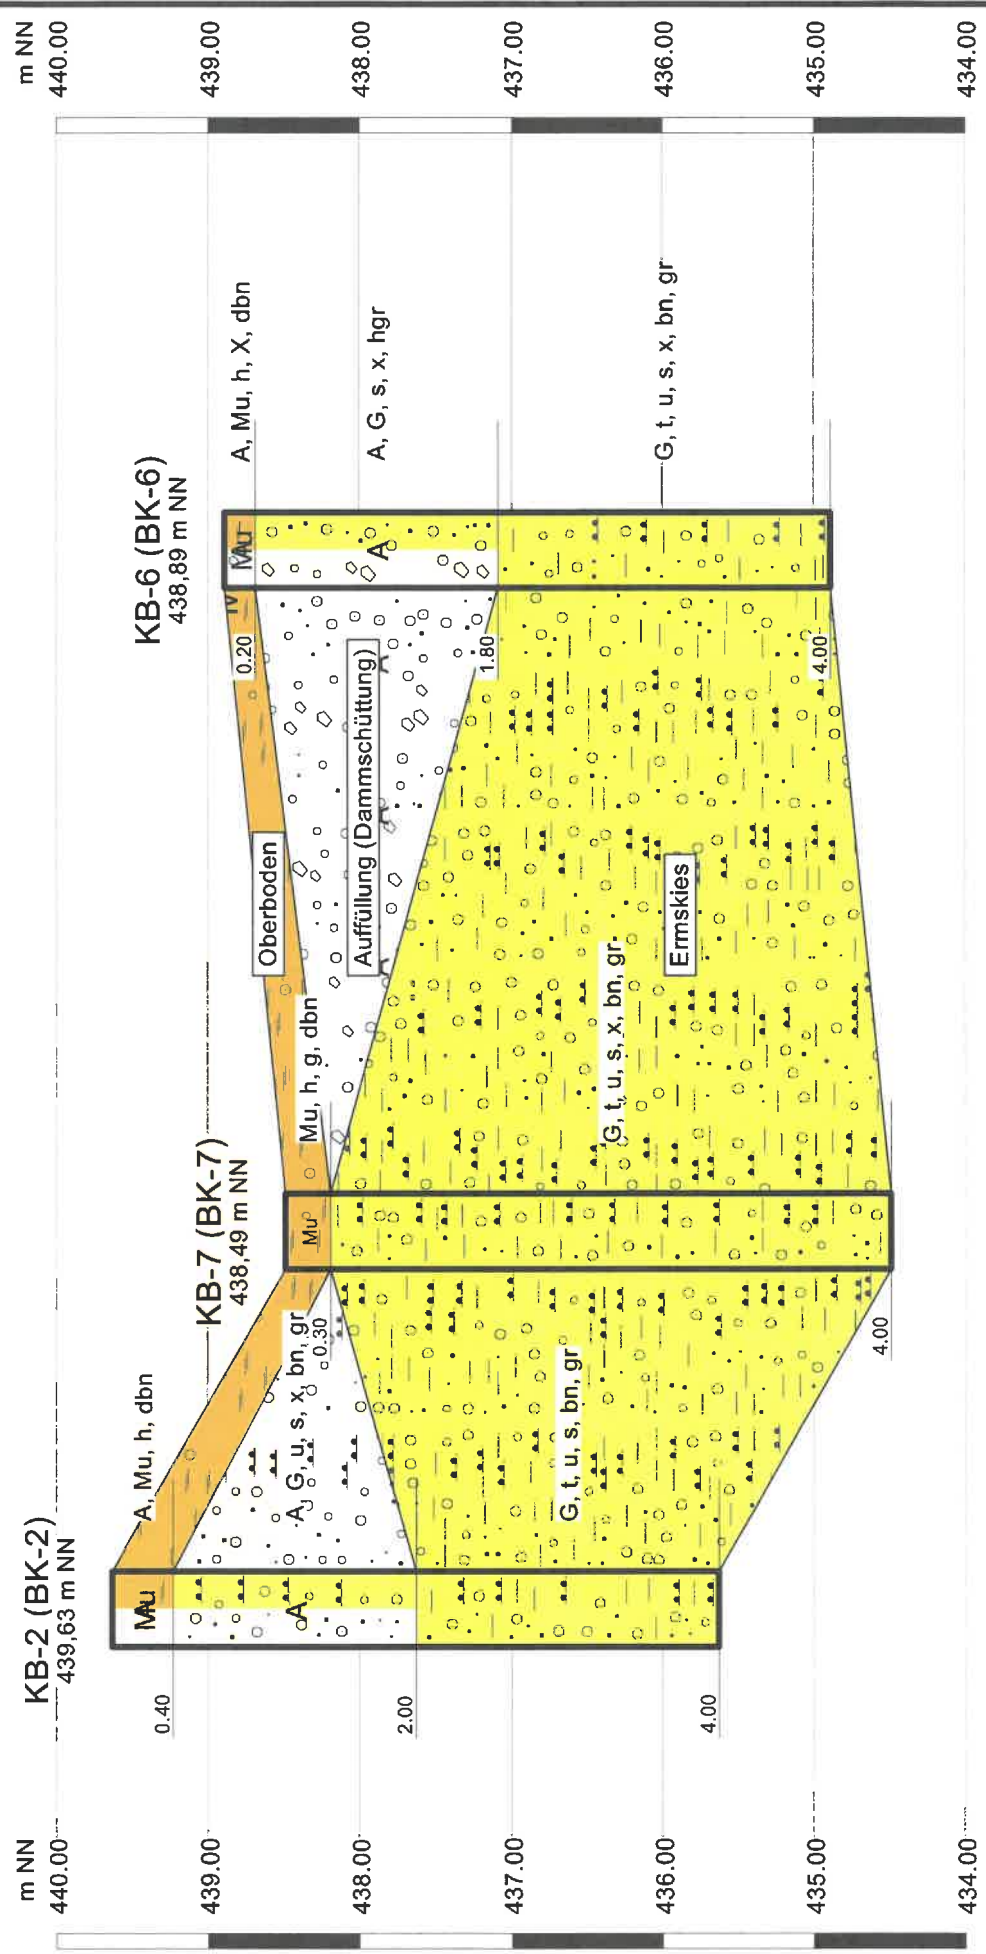 m NN
440.00
439.00
438.00
437.00
436.00
435.00
434.00
KB-2 (BK-2)
439,63 m NN
0.40
2.00
4.00
Mu
A
A, Mu, h, dbn
A, G, u, s, x, bn, gr
G, t, u, s, bn, gr
KB-7 (BK-7)
438,49 m NN
0.30
4.00
Mu
Mu, h, g, dbn
G, t, u, s, x, bn, gr
Oberboden
Auffüllung (Dammschüttung)
Ermskies
KB-6 (BK-6)
438,89 m NN
0.20
1.80
4.00
Mu
A
A, Mu, h, X, dbn
A, G, s, x, hgr
G, t, u, s, x, bn, gr
m NN
440.00
439.00
438.00
437.00
436.00
435.00
434.00